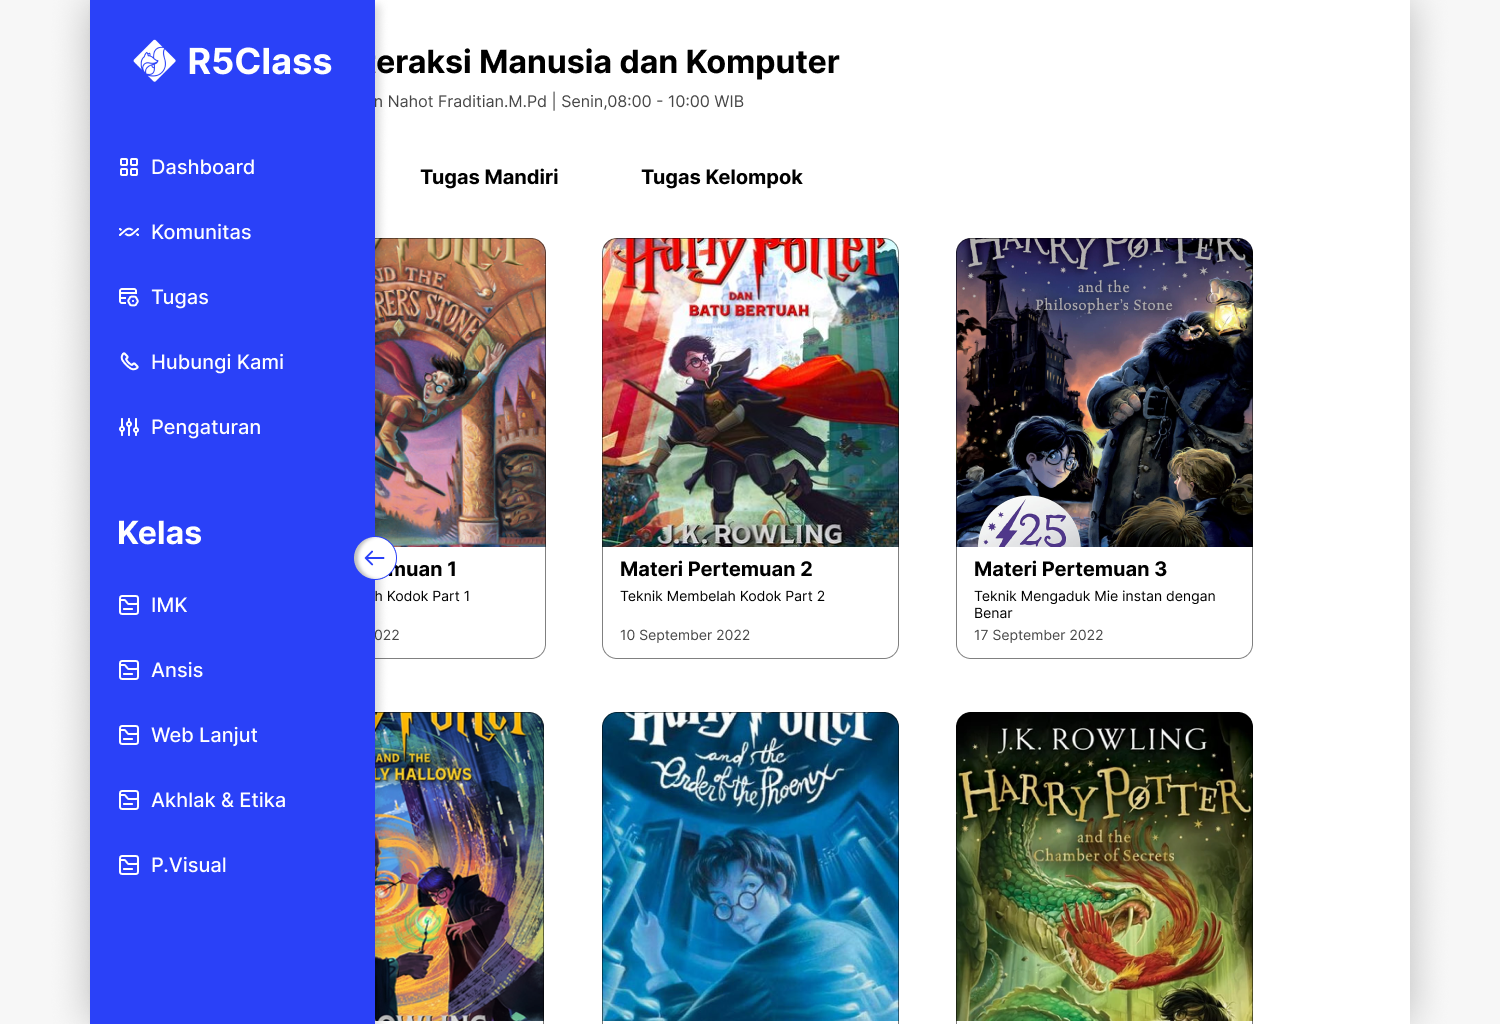 R5Class
Dashboard
Komunitas
Tugas
Hubungi Kami
Pengaturan
Kelas
IMK
Ansis
Web Lanjut
Akhlak & Etika
P.Visual
eraksi Manusia dan Komputer
n Nahot Fraditian.M.Pd | Senin,08:00 - 10:00 WIB
Tugas Mandiri
Tugas Kelompok
ND THE
RER'S STONE
muan 1
h Kodok Part 1
022
Harry Potter
DAN
BATU BERTUAH
J.K. ROWLING
Materi Pertemuan 2
Teknik Membelah Kodok Part 2
10 September 2022
HARRY POTTER
and the
Philosopher's Stone
25
Materi Pertemuan 3
Teknik Mengaduk Mie instan dengan
Benar
17 September 2022
AND THE
LY HALLOWS
ROWLING
Harry Potter
and the
Order of the Phoenix
J.K. ROWLING
HARRY POTTER
and the
Chamber of Secrets